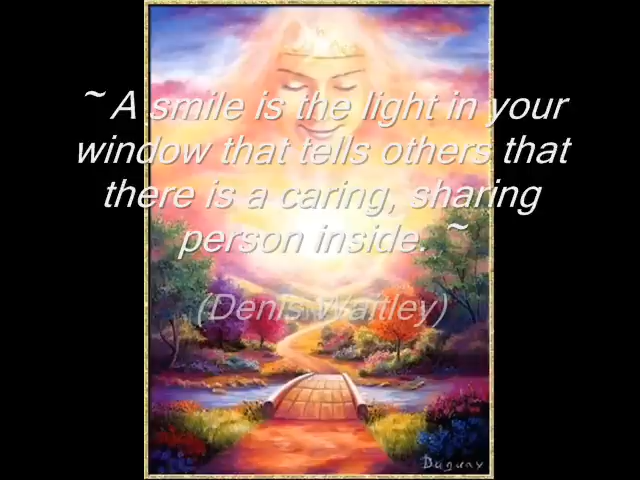 ~ A smile is the light in your
window that tells others that
there is a caring, sharing
person inside. ~
(Denis Waitley)